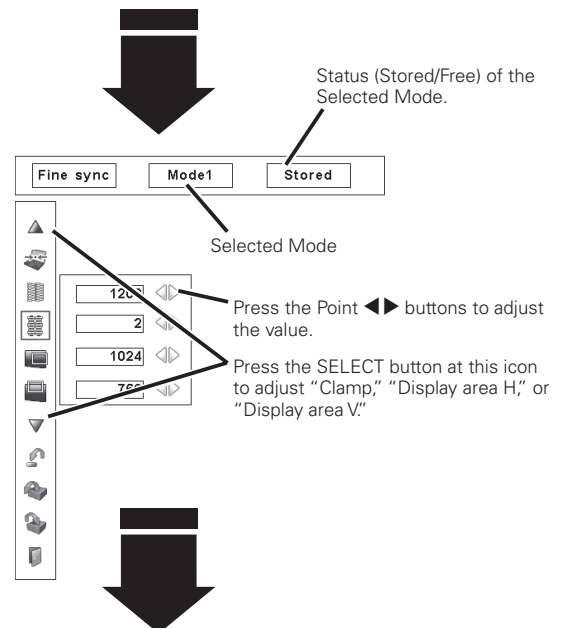 Status (Stored/Free) of the
Selected Mode.
Fine sync Mode1 Stored
Selected Mode
Press the Point ◀▶ buttons to adjust
the value.
2
1024
Press the SELECT button at this icon
to adjust “Clamp,” “Display area H,” or
“Display area V.”